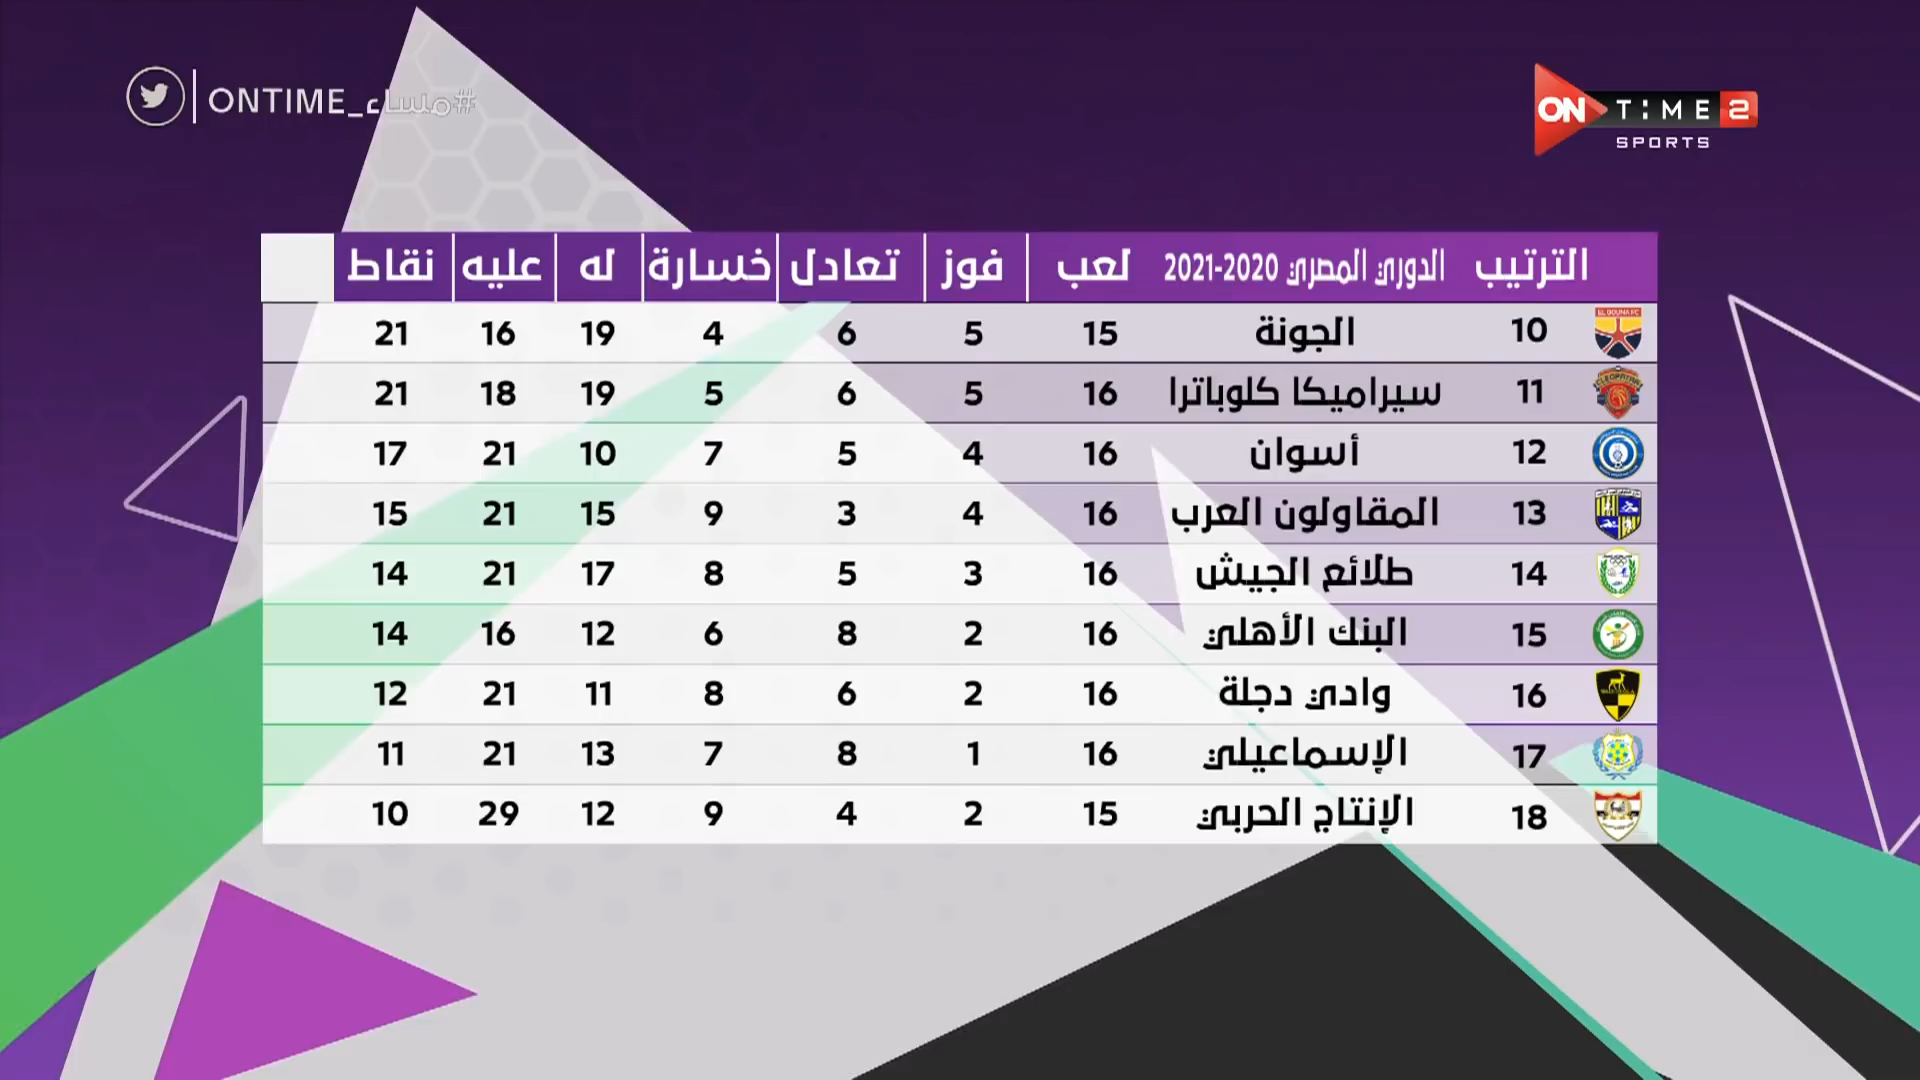 ONTIME_مساء#
ON TIME 2
SPORTS
الترتيب الدوري المصري 2020-2021 لعب فوز تعادل خسارة له عليه نقاط
10 الجونة 15 5 6 4 19 16 21
11 سيراميكا كلوباترا 16 5 6 5 19 18 21
12 أسوان 16 4 5 7 10 21 17
13 المقاولون العرب 16 4 3 9 15 21 15
14 طلائع الجيش 16 3 5 8 17 21 14
15 البنك الأهلي 16 2 8 6 12 16 14
16 وادي دجلة 16 2 6 8 11 21 12
17 الإسماعيلي 16 1 8 7 13 21 11
18 الإنتاج الحربي 15 2 4 9 12 29 10
EL GOUNA FC
CLEOPATRA